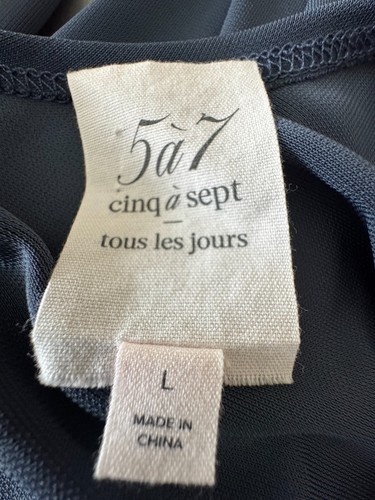 5à7
cinq à sept
tous les jours
L
MADE IN
CHINA